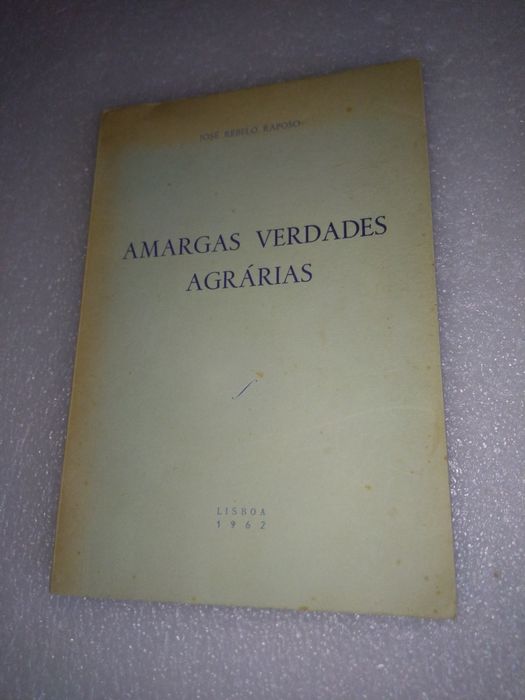 JOSÉ REBELO RAPOSO
AMARGAS VERDADES
AGRÁRIAS
LISBOA
1962